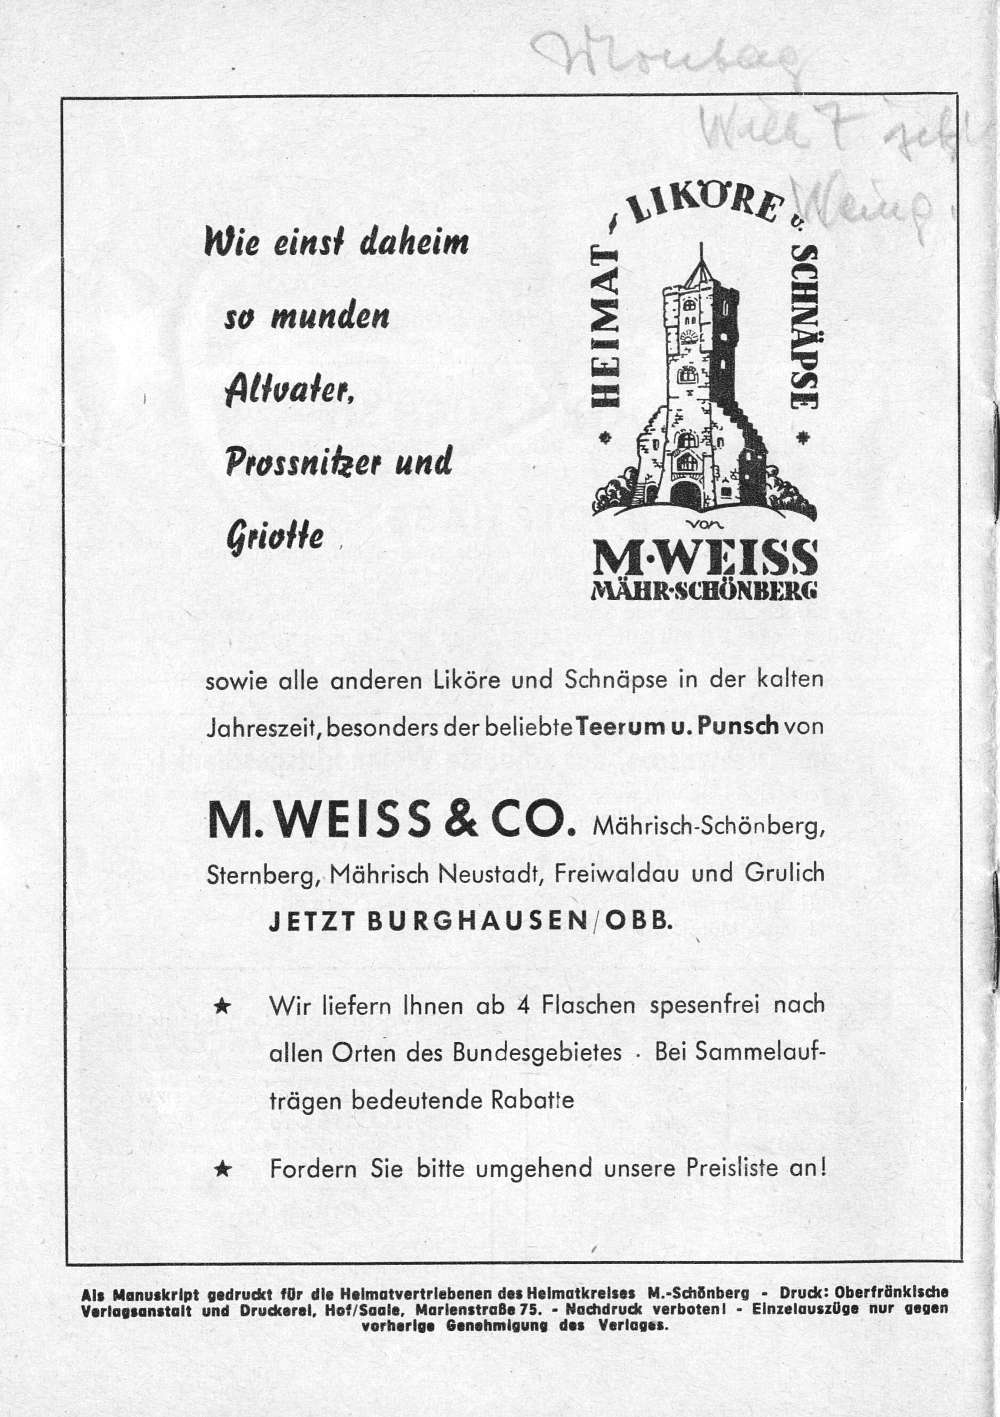 Montag
Wie einst daheim
so munden
Altvater,
Prossnitzer und
Griotte
HEIMAT - LIKÖRE u. SCHNÄPSE
von
M·WEISS
MÄHR·SCHÖNBERG
sowie alle anderen Liköre und Schnäpse in der kalten
Jahreszeit, besonders der beliebte Teerum u. Punsch von
M. WEISS & CO. Mährisch-Schönberg,
Sternberg, Mährisch Neustadt, Freiwaldau und Grulich
JETZT BURGHAUSEN/OBB.
★ Wir liefern Ihnen ab 4 Flaschen spesenfrei nach
allen Orten des Bundesgebietes · Bei Sammelauf-
trägen bedeutende Rabatte
★ Fordern Sie bitte umgehend unsere Preisliste an!
Als Manuskript gedruckt für die Heimatvertriebenen des Heimatkreises M.-Schönberg - Druck: Oberfränkische
Verlagsanstalt und Druckerei, Hof/Saale, Marienstraße 75. - Nachdruck verboten! - Einzelauszüge nur gegen
vorherige Genehmigung des Verlages.